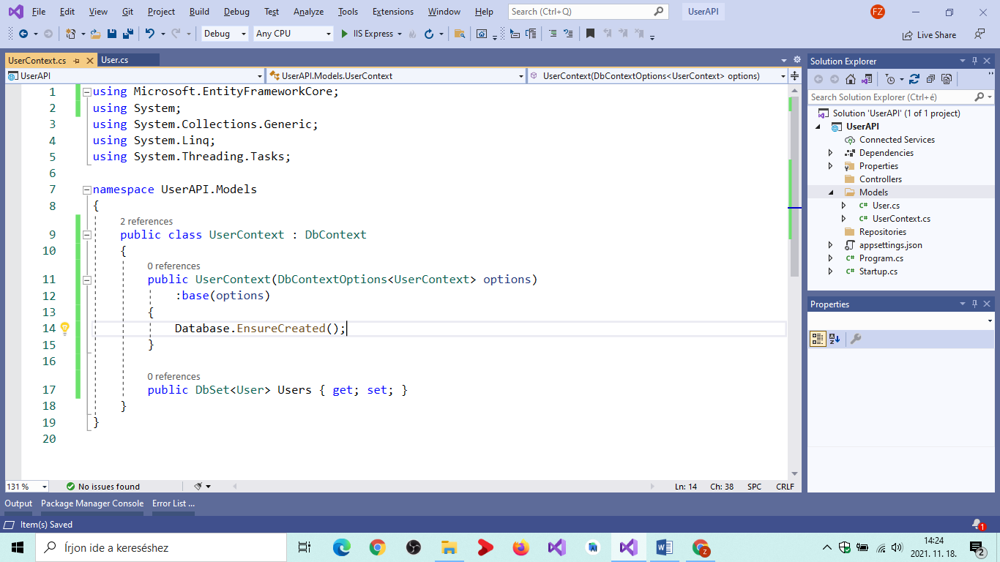 File Edit View Git Project Build Debug Test Analyze Tools Extensions Window Help Search (Ctrl+Q) UserAPI FZ
Debug Any CPU IIS Express Live Share
UserContext.cs User.cs
UserAPI UserAPI.Models.UserContext UserContext(DbContextOptions<UserContext> options)
1 using Microsoft.EntityFrameworkCore;
2 using System;
3 using System.Collections.Generic;
4 using System.Linq;
5 using System.Threading.Tasks;
6
7 namespace UserAPI.Models
8 {
2 references
9 public class UserContext : DbContext
10 {
0 references
11 public UserContext(DbContextOptions<UserContext> options)
12 :base(options)
13 {
14 Database.EnsureCreated();
15 }
16
0 references
17 public DbSet<User> Users { get; set; }
18 }
19 }
20
131 % No issues found Ln: 14 Ch: 38 SPC CRLF
Solution Explorer
Search Solution Explorer (Ctrl+é)
Solution 'UserAPI' (1 of 1 project)
UserAPI
Connected Services
Dependencies
Properties
Controllers
Models
C# User.cs
C# UserContext.cs
Repositories
appsettings.json
C# Program.cs
C# Startup.cs
Properties
Output Package Manager Console Error List ...
Item(s) Saved 1
Írjon ide a kereséshez
14:24
2021. 11. 18.
2